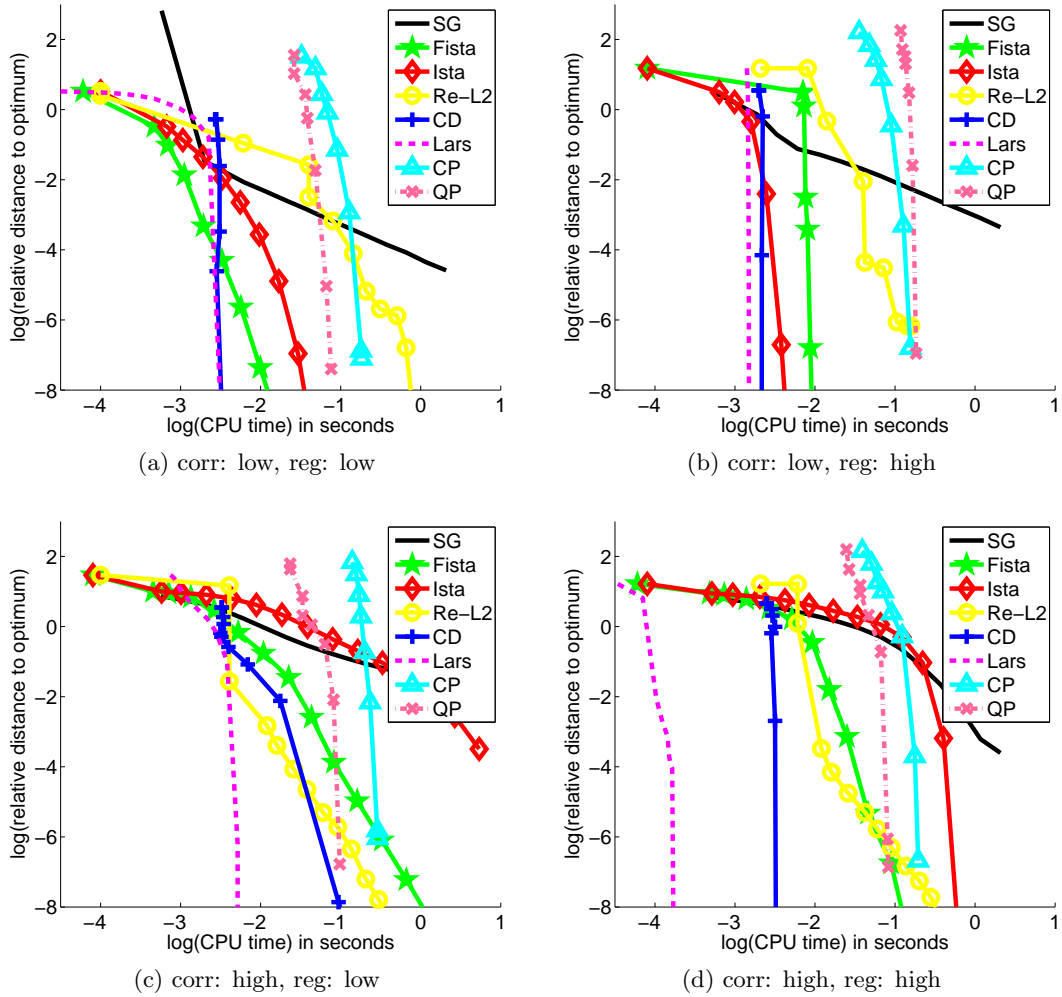 SG
Fista
Ista
Re−L2
CD
Lars
CP
QP
log(relative distance to optimum)
2
0
−2
−4
−6
−8
−4 −3 −2 −1 0 1
log(CPU time) in seconds
(a) corr: low, reg: low
SG
Fista
Ista
Re−L2
CD
Lars
CP
QP
log(relative distance to optimum)
2
0
−2
−4
−6
−8
−4 −3 −2 −1 0 1
log(CPU time) in seconds
(b) corr: low, reg: high
SG
Fista
Ista
Re−L2
CD
Lars
CP
QP
log(relative distance to optimum)
2
0
−2
−4
−6
−8
−4 −3 −2 −1 0 1
log(CPU time) in seconds
(c) corr: high, reg: low
SG
Fista
Ista
Re−L2
CD
Lars
CP
QP
log(relative distance to optimum)
2
0
−2
−4
−6
−8
−4 −3 −2 −1 0 1
log(CPU time) in seconds
(d) corr: high, reg: high